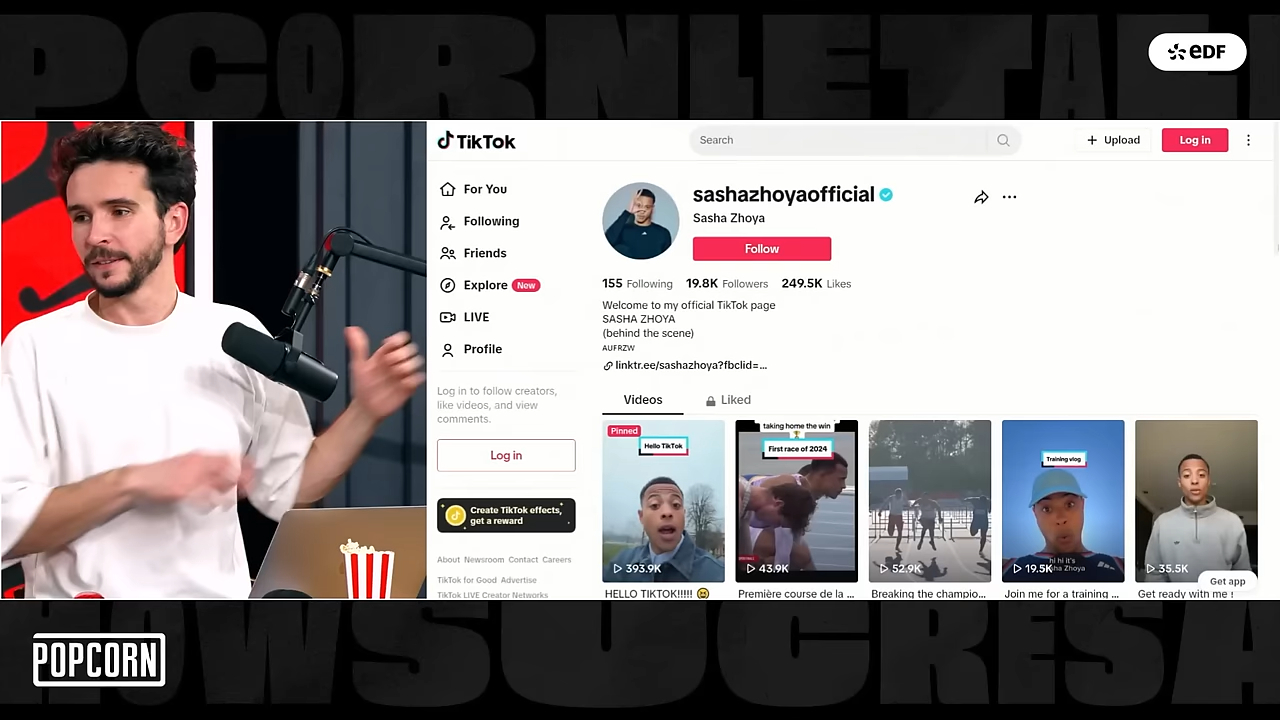 PCORNLETAL
eDF
TikTok
Search
+ Upload
Log in
For You
Following
Friends
Explore New
LIVE
Profile
Log in to follow creators,
like videos, and view
comments.
Log in
Create TikTok effects,
get a reward
About Newsroom Contact Careers
TikTok for Good Advertise
TikTok LIVE Creator Networks
sashazhoyaofficial
Sasha Zhoya
Follow
155 Following 19.8K Followers 249.5K Likes
Welcome to my official TikTok page
SASHA ZHOYA
(behind the scene)
AUFRZW
linktr.ee/sashazhoya?fbclid=...
Videos
Liked
Pinned
Hello TikTok
393.9K
HELLO TIKTOK!!!!! 
taking home the win
First race of 2024
43.9K
Première course de la ...
52.9K
Breaking the champio...
Training vlog
hi hi it's
19.5K
Join me for a training ...
35.5K
Get ready with me
Get app
POPCORN
HOWSUCRESA